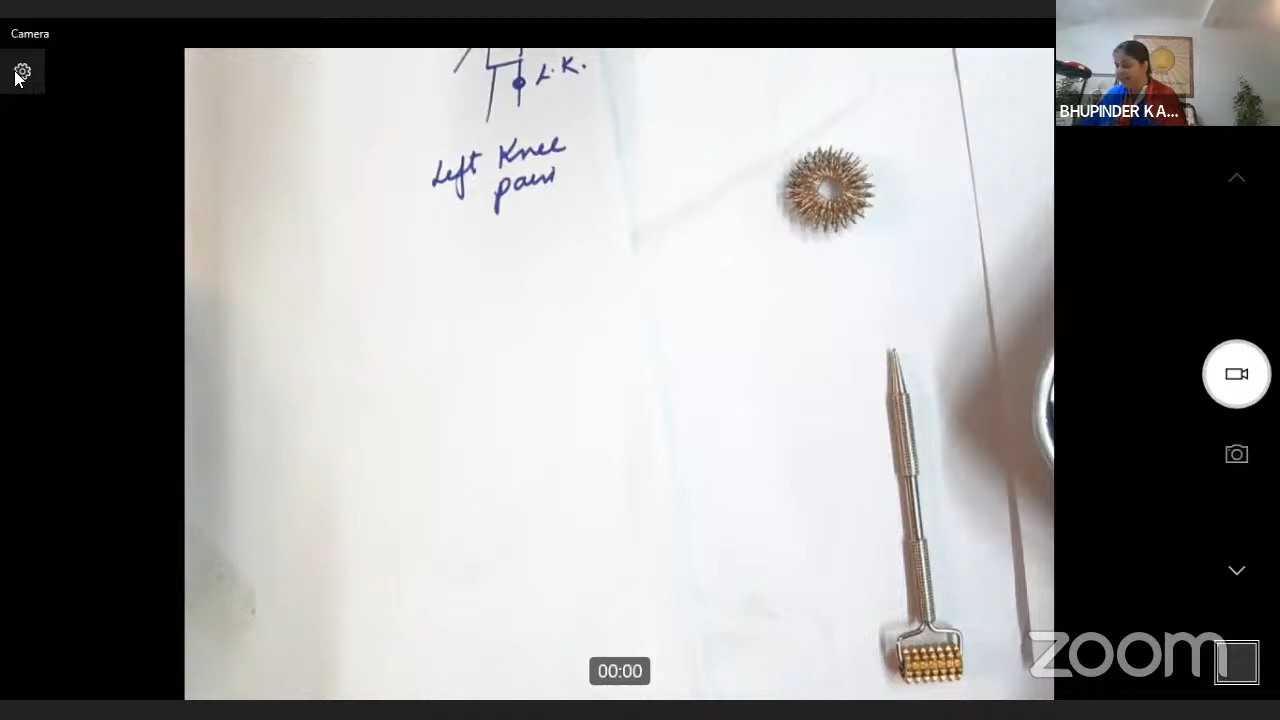 Camera
L.K.
BHUPINDER K A...
Left Knee
pain
00:00
zoom